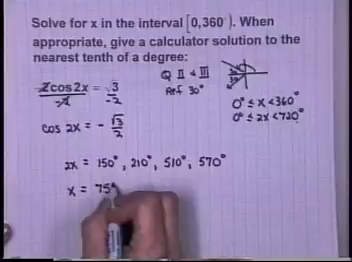 Solve for x in the interval [0,360°). When
appropriate, give a calculator solution to the
nearest tenth of a degree:
-2cos2x/-2 = √3/-2
Q II & III
Ref 30°
0° ≤ x < 360°
0° ≤ 2x < 720°
cos 2x = - √3/2
2x = 150°, 210°, 510°, 570°
x = 75°